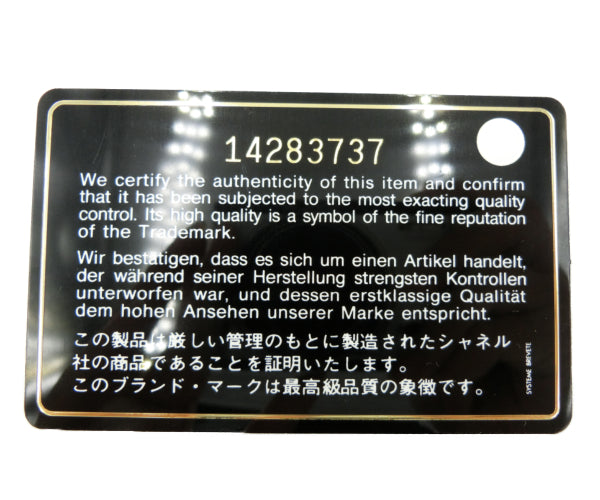 14283737
We certify the authenticity of this item and confirm
that it has been subjected to the most exacting quality
control. Its high quality is a symbol of the fine reputation
of the Trademark.
Wir bestätigen, dass es sich um einen Artikel handelt,
der während seiner Herstellung strengsten Kontrollen
unterworfen war, und dessen erstklassige Qualität
dem hohen Ansehen unserer Marke entspricht.
この製品は厳しい管理のもとに製造されたシャネル
社の商品であることを証明いたします。
このブランド・マークは最高級品質の象徴です。
SYSTEME BREVETE